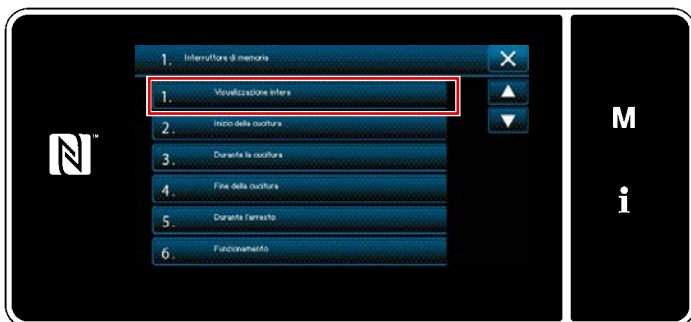 1. Interruttore di memoria
1. Visualizzazione intera
2. Inizio della cucitura
3. Durante la cucitura
4. Fine della cucitura
5. Durante l'arresto
6. Funzionamento
M
i